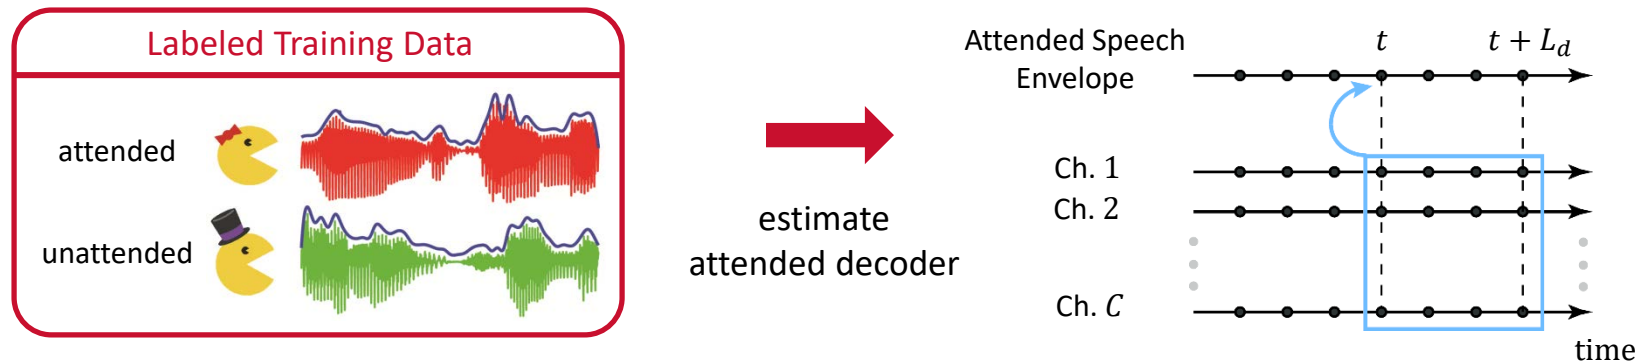 Labeled Training Data
attended
unattended
estimate
attended decoder
Attended Speech
Envelope
t
t + L_d
Ch. 1
Ch. 2
Ch. C
time